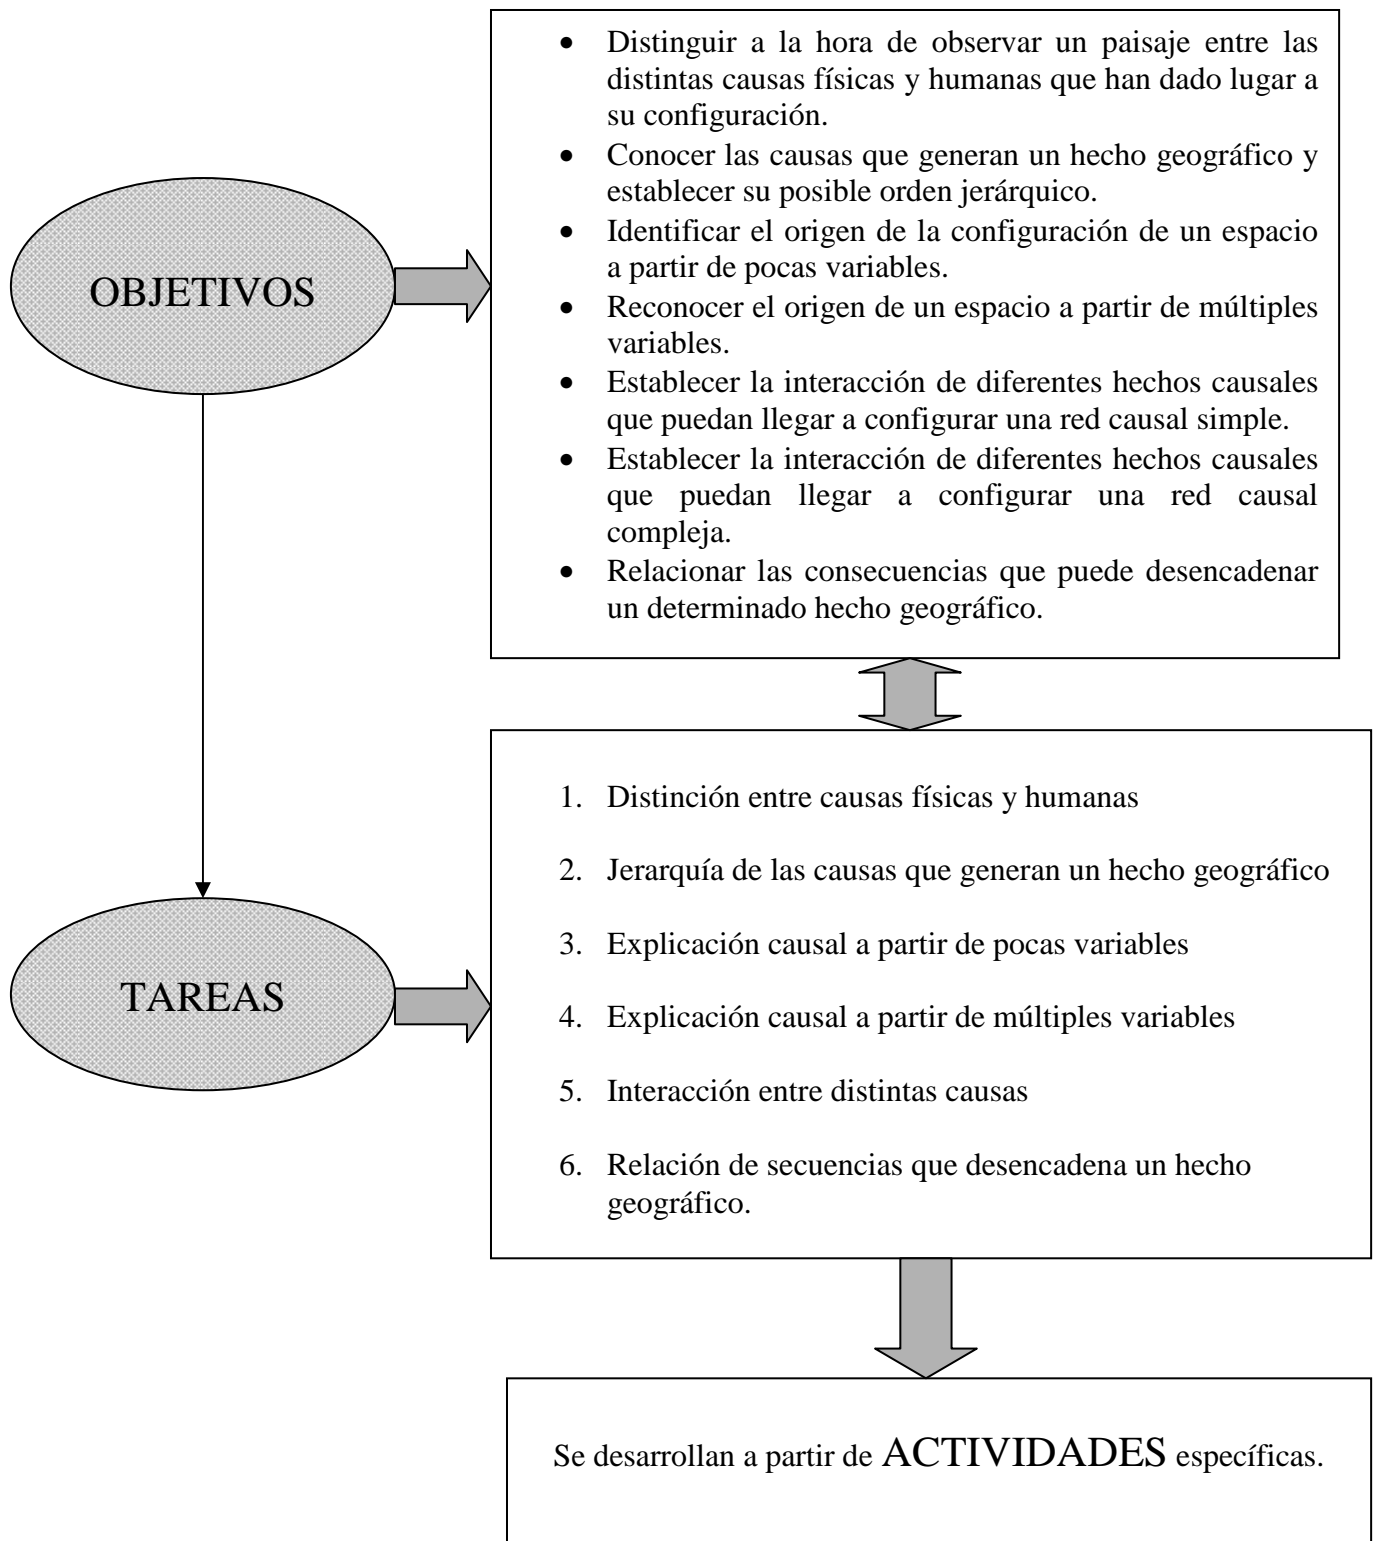 • Distinguir a la hora de observar un paisaje entre las
distintas causas físicas y humanas que han dado lugar a
su configuración.
• Conocer las causas que generan un hecho geográfico y
establecer su posible orden jerárquico.
• Identificar el origen de la configuración de un espacio
a partir de pocas variables.
• Reconocer el origen de un espacio a partir de múltiples
variables.
• Establecer la interacción de diferentes hechos causales
que puedan llegar a configurar una red causal simple.
• Establecer la interacción de diferentes hechos causales
que puedan llegar a configurar una red causal
compleja.
• Relacionar las consecuencias que puede desencadenar
un determinado hecho geográfico.
OBJETIVOS
1. Distinción entre causas físicas y humanas
2. Jerarquía de las causas que generan un hecho geográfico
3. Explicación causal a partir de pocas variables
4. Explicación causal a partir de múltiples variables
5. Interacción entre distintas causas
6. Relación de secuencias que desencadena un hecho
geográfico.
TAREAS
Se desarrollan a partir de ACTIVIDADES específicas.